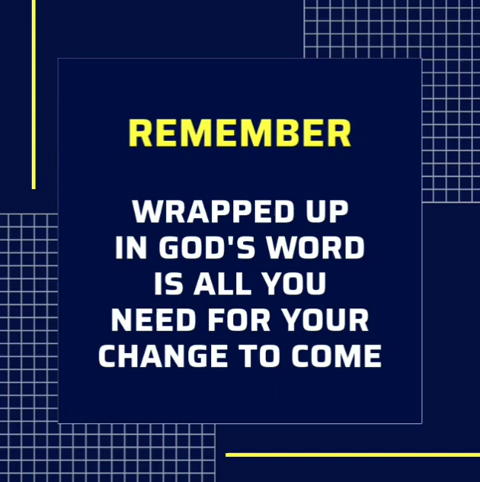 REMEMBER
WRAPPED UP
IN GOD'S WORD
IS ALL YOU
NEED FOR YOUR
CHANGE TO COME